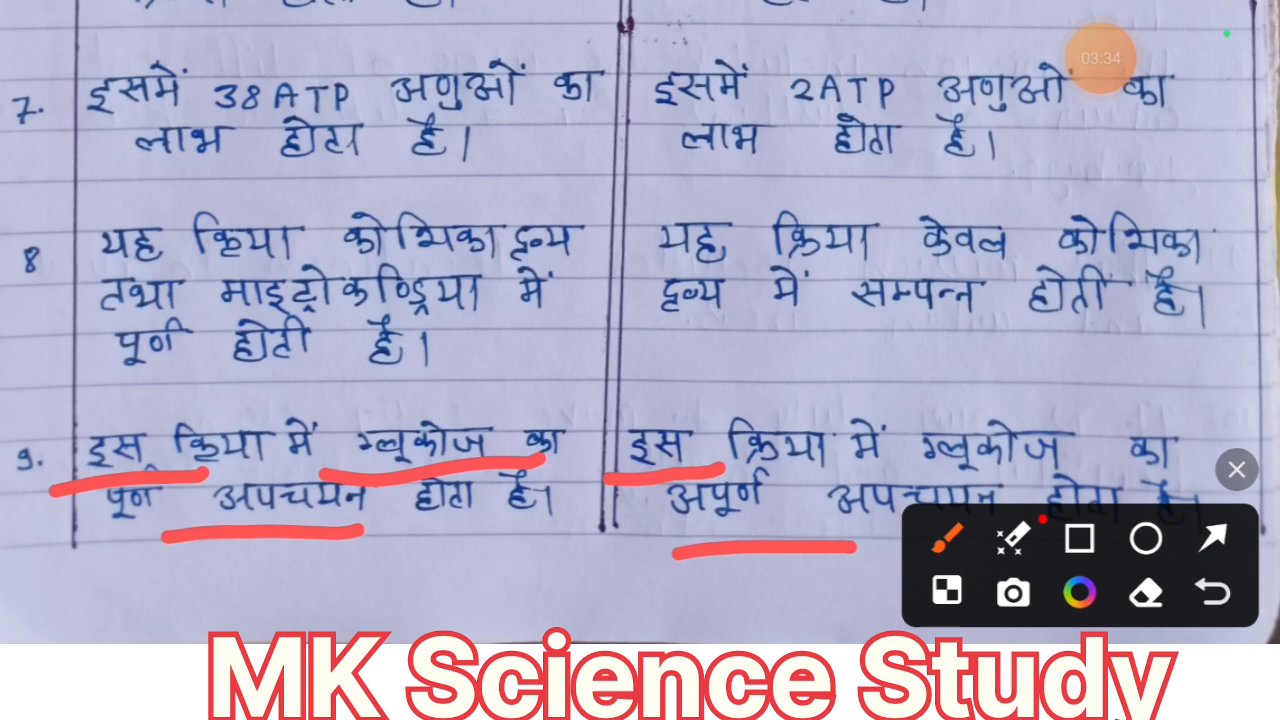 03:34
7. इसमें 38 ATP अणुओं का
लाभ होता है।
इसमें 2ATP अणुओ का
लाभ होता है।
8 यह क्रिया कोशिका द्रव्य
तथा माइट्रोकण्ड्रिया में
पूर्ण होती है।
यह क्रिया केवल कोशिका
द्रव्य में सम्पन्न होती है।
9. इस क्रिया में ग्लूकोज का
पूर्ण अपचयन होता है।
इस क्रिया में ग्लूकोज का
अपूर्ण अपचयन होता है।
MK Science Study